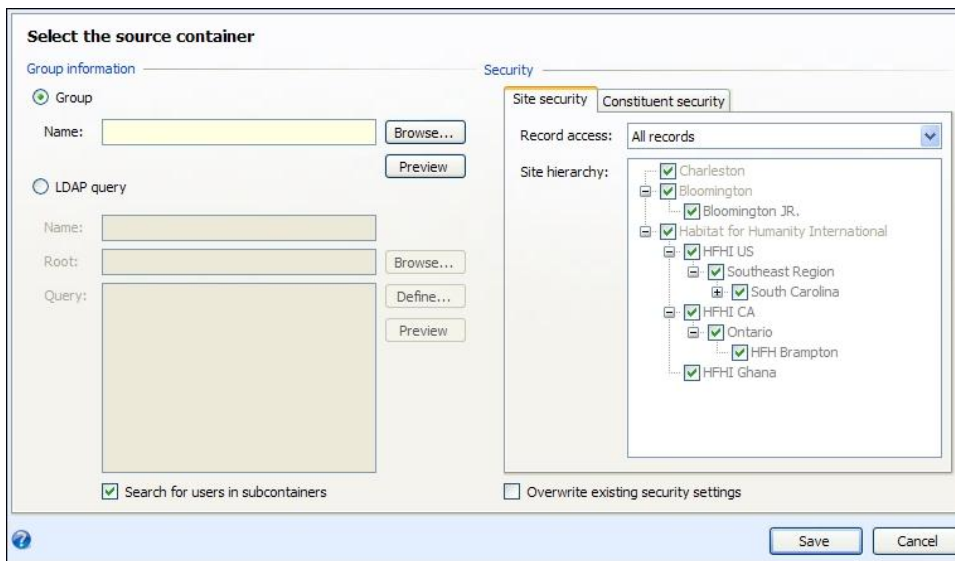 Select the source container
Group information
Group
Name:
Browse...
Preview
LDAP query
Name:
Root:
Browse...
Query:
Define...
Preview
Search for users in subcontainers
Security
Site security
Constituent security
Record access:
All records
Site hierarchy:
Charleston
Bloomington
Bloomington JR.
Habitat for Humanity International
HFHI US
Southeast Region
South Carolina
HFHI CA
Ontario
HFH Brampton
HFHI Ghana
Overwrite existing security settings
?
Save
Cancel